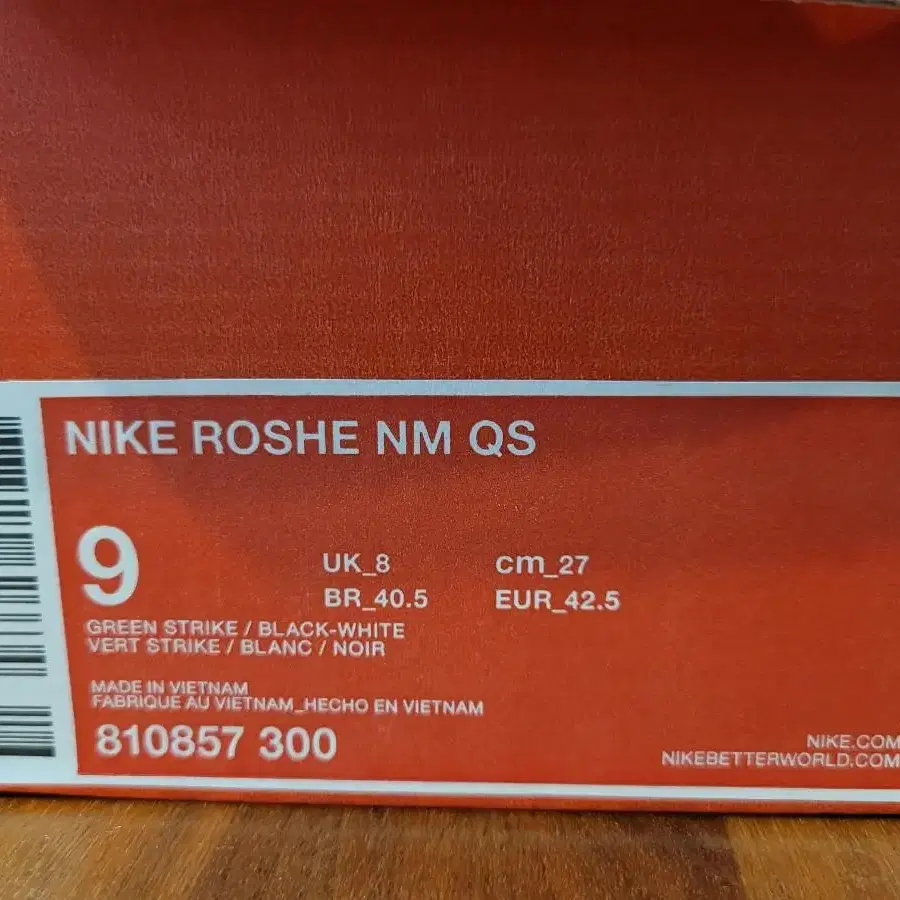 NIKE ROSHE NM QS
9
UK_8 cm_27
BR_40.5 EUR_42.5
GREEN STRIKE / BLACK-WHITE
VERT STRIKE / BLANC / NOIR
MADE IN VIETNAM
FABRIQUE AU VIETNAM_HECHO EN VIETNAM
810857 300
NIKE.COM
NIKEBETTERWORLD.COM